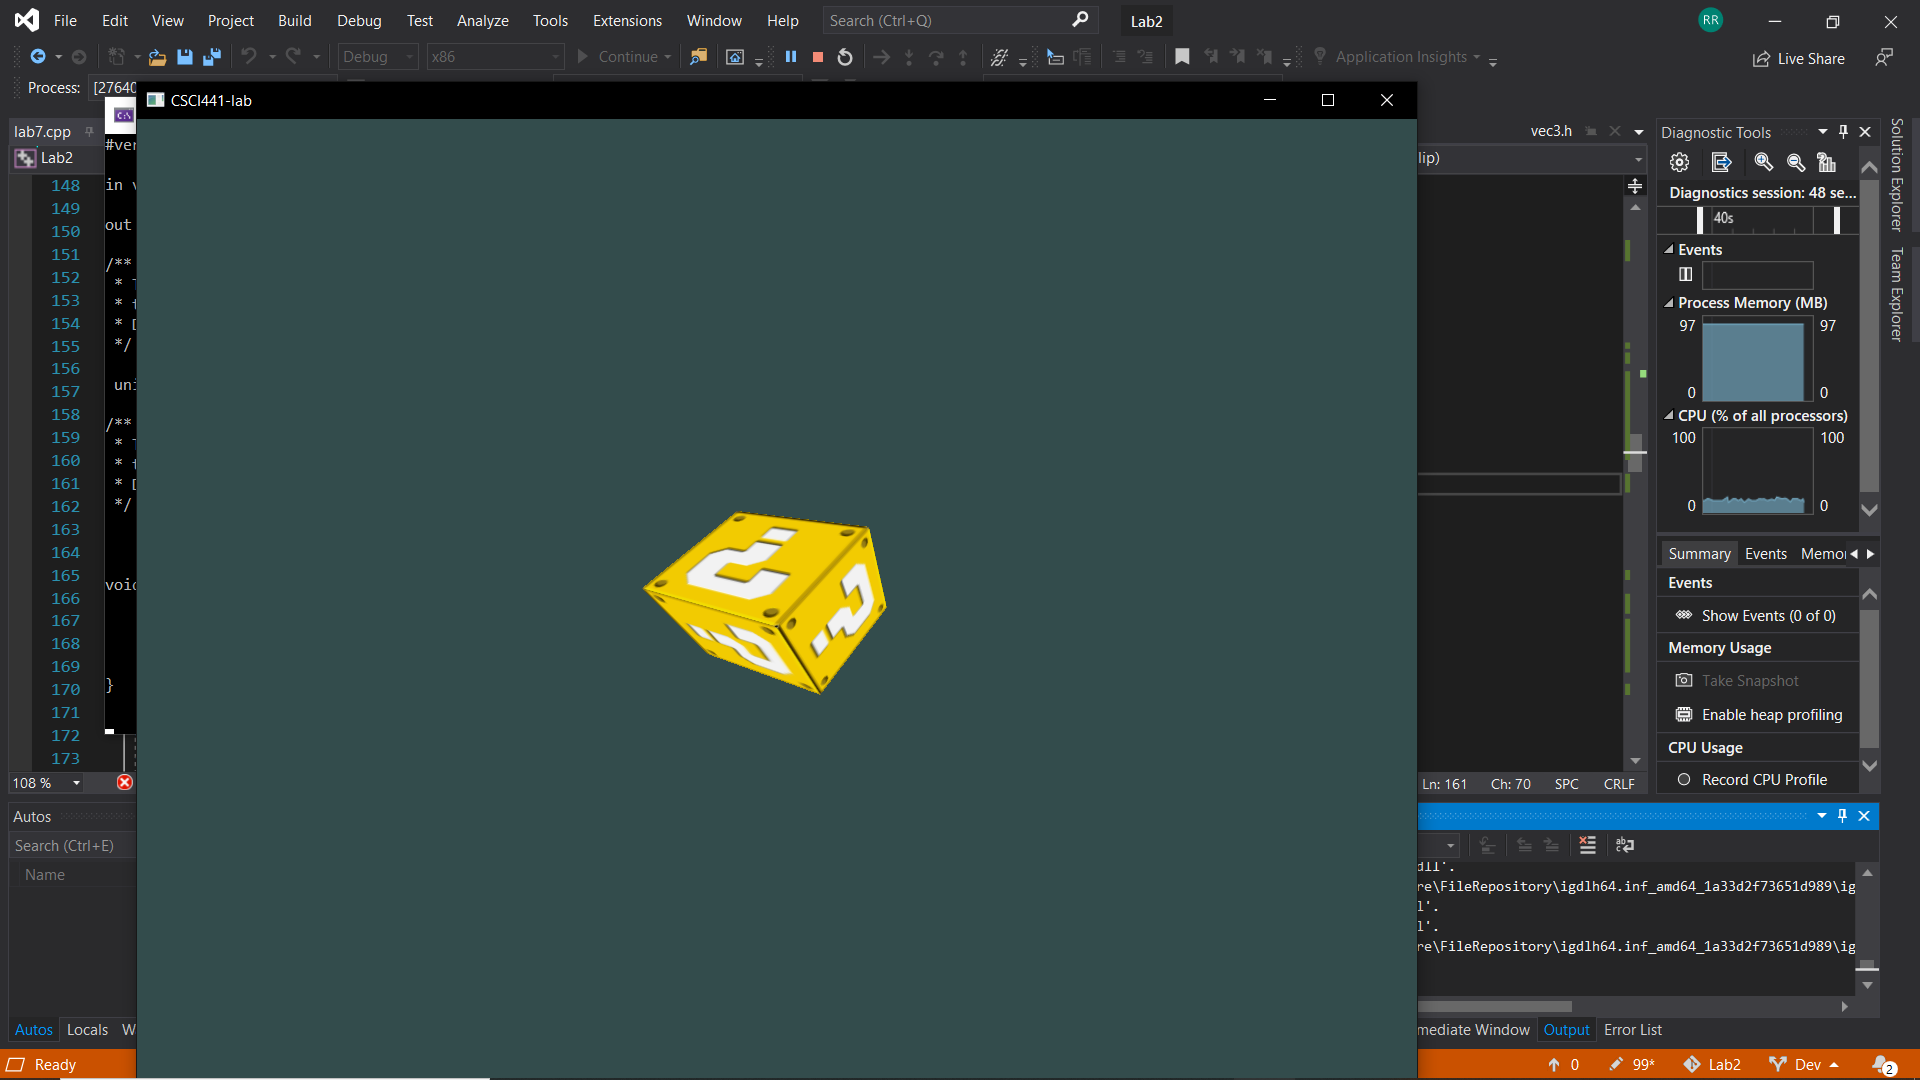 File Edit View Project Build Debug Test Analyze Tools Extensions Window Help Search (Ctrl+Q) Lab2 RR
Debug x86 Continue Application Insights Live Share
Process: [27640
CSCI441-lab
lab7.cpp vec3.h
Lab2 lip)
148
149
150
151
152
153
154
155
156
157
158
159
160
161
162
163
164
165
166
167
168
169
170
171
172
173
#ver
in v
out
/**
*
*
*
*/
uni
/**
*
*
*
*/
void
}
108 %
Ln: 161 Ch: 70 SPC CRLF
Diagnostic Tools
Diagnostics session: 48 se...
40s
Events
Process Memory (MB)
97 97
0 0
CPU (% of all processors)
100 100
0 0
Summary Events Memor
Events
Show Events (0 of 0)
Memory Usage
Take Snapshot
Enable heap profiling
CPU Usage
Record CPU Profile
Solution Explorer
Team Explorer
Autos
Search (Ctrl+E)
Name
Autos Locals W
dll'.
re\FileRepository\igdlh64.inf_amd64_1a33d2f73651d989\ig
l'.
l'.
re\FileRepository\igdlh64.inf_amd64_1a33d2f73651d989\ig
mediate Window Output Error List
Ready 0 99* Lab2 Dev 2